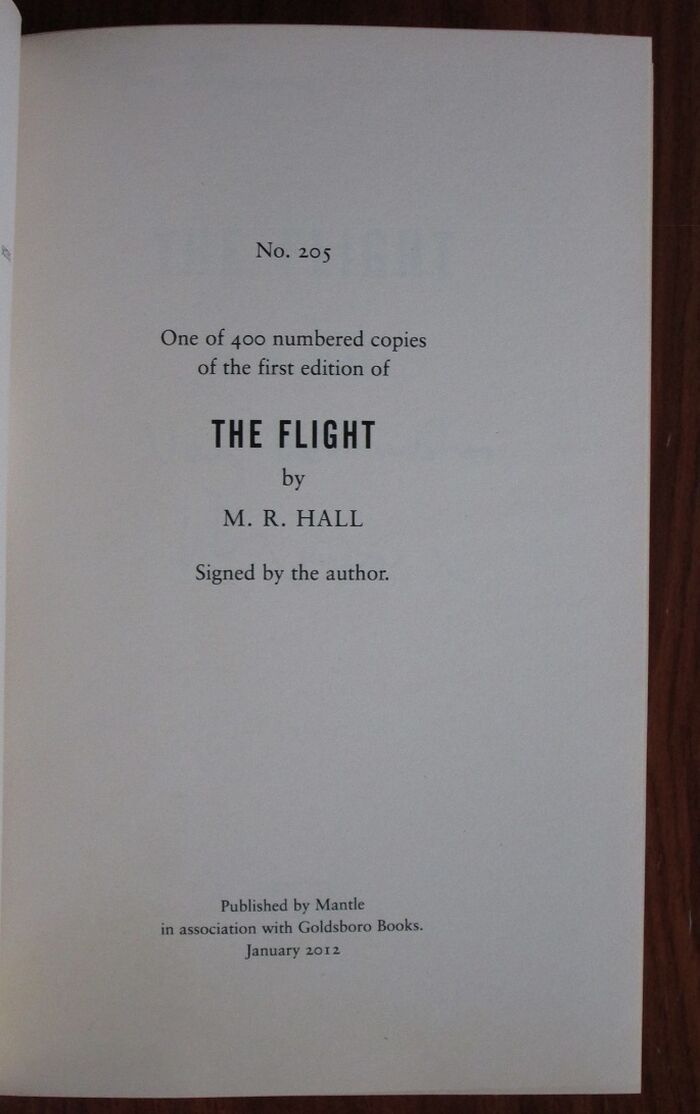 No. 205
One of 400 numbered copies
of the first edition of
THE FLIGHT
by
M. R. HALL
Signed by the author.
Published by Mantle
in association with Goldsboro Books.
January 2012